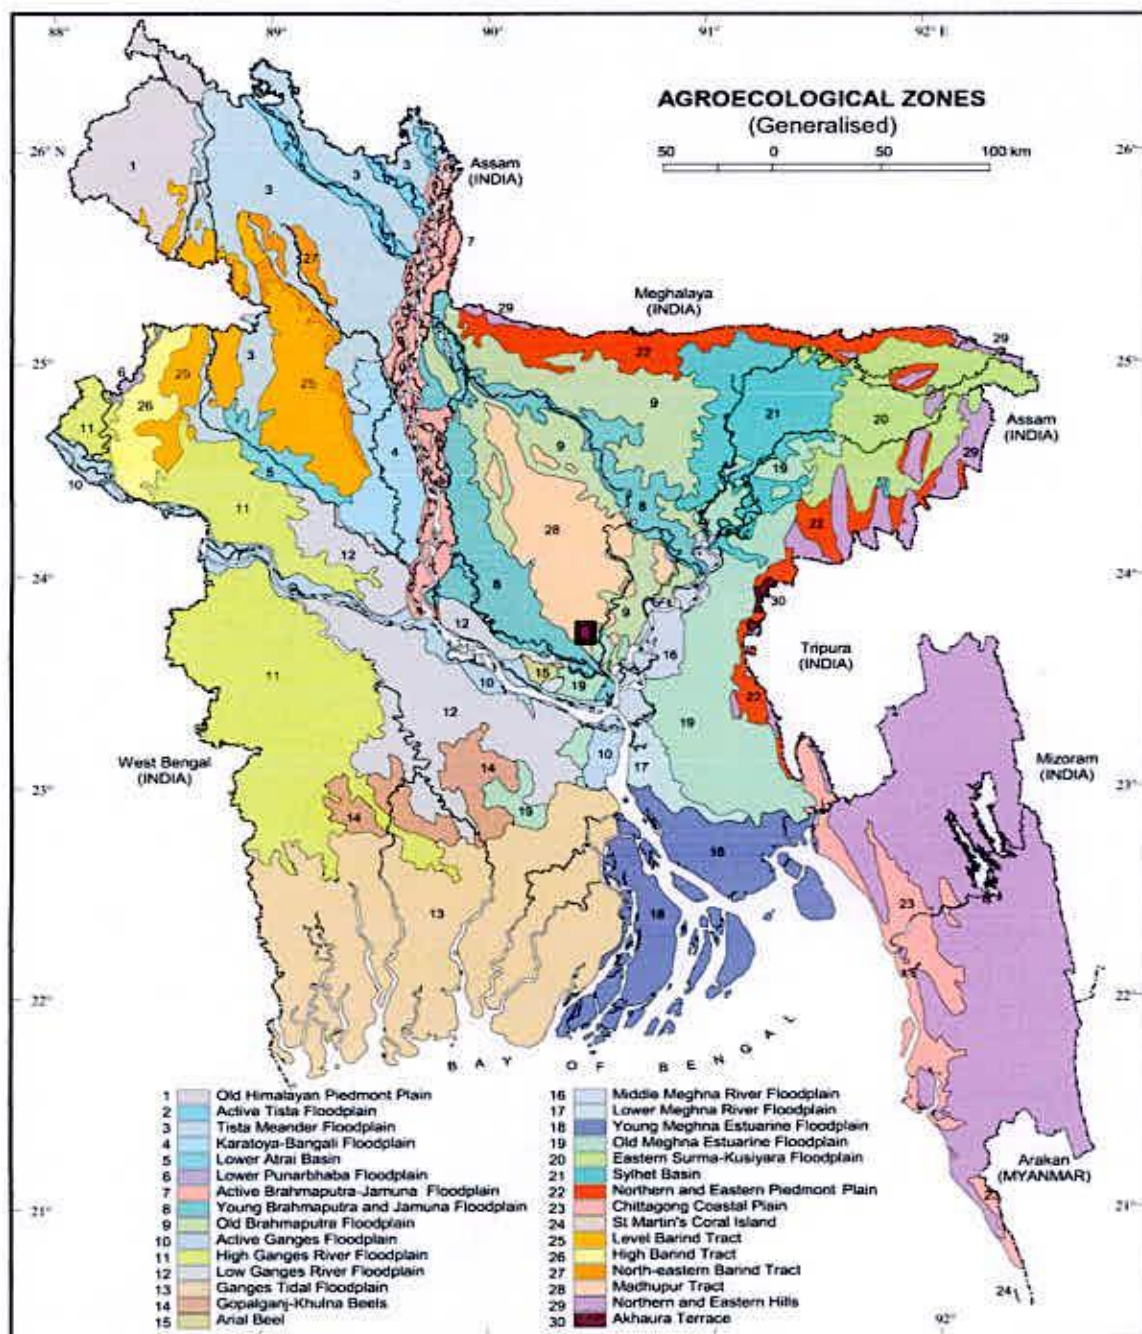 88° 89° 90° 91° 92° E
AGROECOLOGICAL ZONES
(Generalised)
50 0 50 100 km
26° N
26°
25°
25°
24°
24°
23°
23°
22°
22°
21°
21°
92°
Assam
(INDIA)
Meghalaya
(INDIA)
Assam
(INDIA)
Tripura
(INDIA)
Mizoram
(INDIA)
West Bengal
(INDIA)
Arakan
(MYANMAR)
BAY OF BENGAL
1 Old Himalayan Piedmont Plain
2 Active Tista Floodplain
3 Tista Meander Floodplain
4 Karatoya-Bangali Floodplain
5 Lower Atrai Basin
6 Lower Punarbhaba Floodplain
7 Active Brahmaputra-Jamuna Floodplain
8 Young Brahmaputra and Jamuna Floodplain
9 Old Brahmaputra Floodplain
10 Active Ganges Floodplain
11 High Ganges River Floodplain
12 Low Ganges River Floodplain
13 Ganges Tidal Floodplain
14 Gopalganj-Khulna Beels
15 Arial Beel
16 Middle Meghna River Floodplain
17 Lower Meghna River Floodplain
18 Young Meghna Estuarine Floodplain
19 Old Meghna Estuarine Floodplain
20 Eastern Surma-Kusiyara Floodplain
21 Sylhet Basin
22 Northern and Eastern Piedmont Plain
23 Chittagong Coastal Plain
24 St Martin's Coral Island
25 Level Barind Tract
26 High Barind Tract
27 North-eastern Barind Tract
28 Madhupur Tract
29 Northern and Eastern Hills
30 Akhaura Terrace